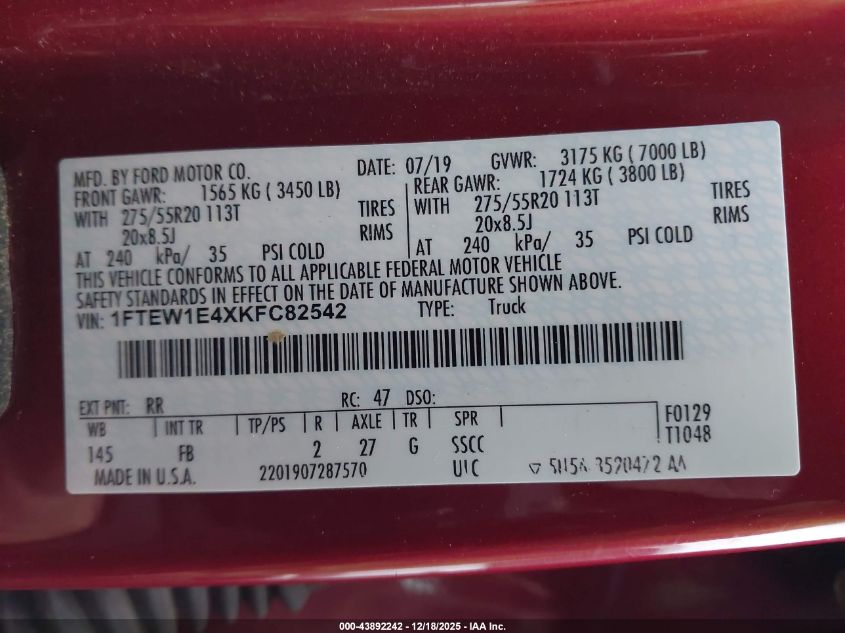 MFD. BY FORD MOTOR CO. DATE: 07/19 GVWR: 3175 KG ( 7000 LB)
FRONT GAWR: 1565 KG ( 3450 LB) REAR GAWR: 1724 KG ( 3800 LB)
WITH 275/55R20 113T TIRES WITH 275/55R20 113T TIRES
20x8.5J RIMS 20x8.5J RIMS
AT 240 kPa/ 35 PSI COLD AT 240 kPa/ 35 PSI COLD
THIS VEHICLE CONFORMS TO ALL APPLICABLE FEDERAL MOTOR VEHICLE
SAFETY STANDARDS IN EFFECT ON THE DATE OF MANUFACTURE SHOWN ABOVE.
VIN: 1FTEW1E4XKFC82542 TYPE: Truck
EXT PNT: RR RC: 47 DSO:
WB INT TR TP/PS R AXLE TR SPR F0129
145 FB 2 27 G SSCC T1048
MADE IN U.S.A. 2201907287570
000-43892242 - 12/18/2025 - IAA Inc.